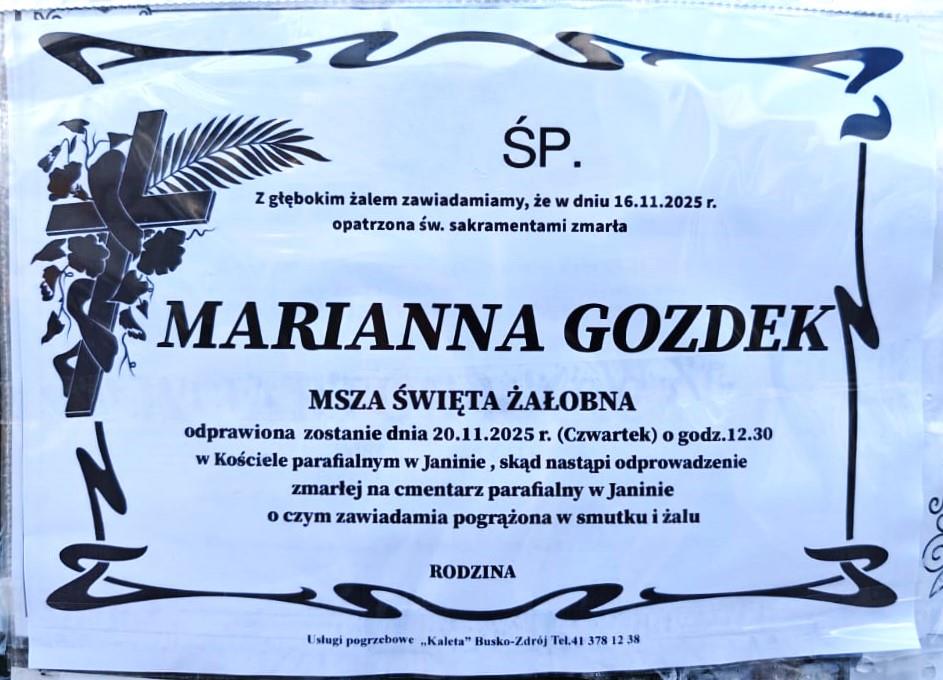 ŚP.
Z głębokim żalem zawiadamiamy, że w dniu 16.11.2025 r.
opatrzona św. sakramentami zmarła
MARIANNA GOZDEK
MSZA ŚWIĘTA ŻAŁOBNA
odprawiona zostanie dnia 20.11.2025 r. (Czwartek) o godz.12.30
w Kościele parafialnym w Janinie , skąd nastąpi odprowadzenie
zmarłej na cmentarz parafialny w Janinie
o czym zawiadamia pogrążona w smutku i żalu
RODZINA
Usługi pogrzebowe „Kaleta” Busko-Zdrój Tel.41 378 12 38